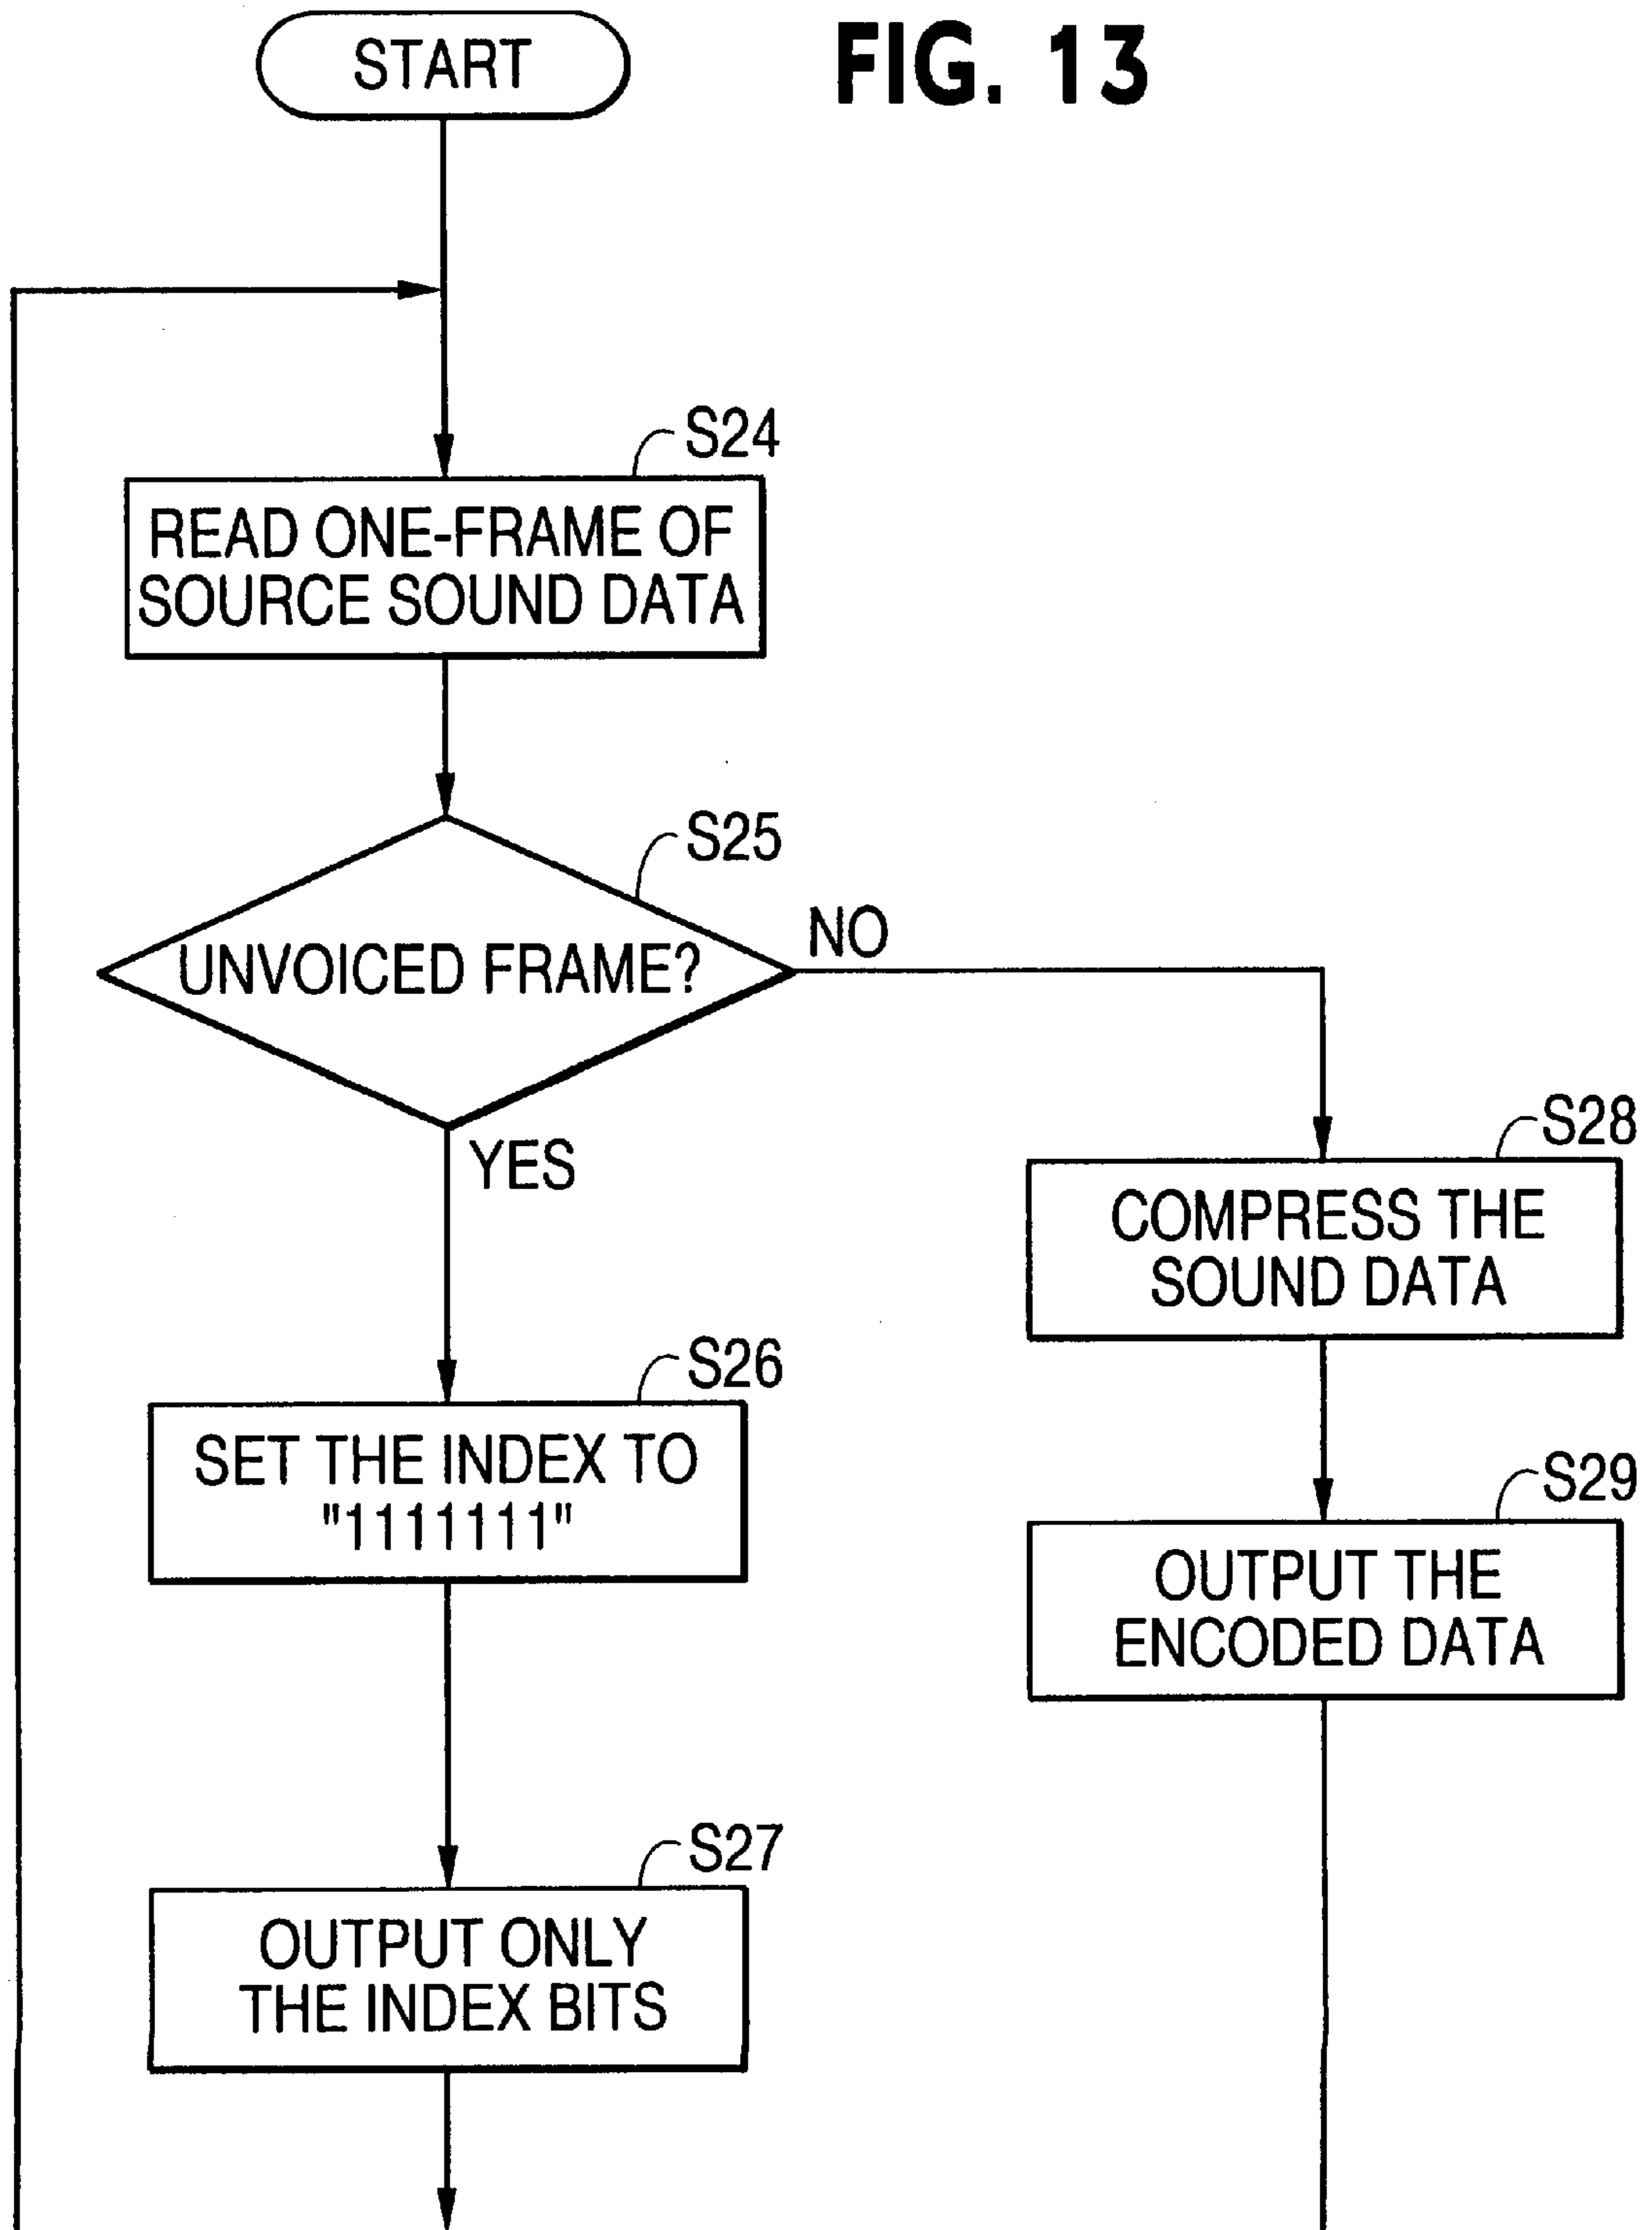 START
FIG. 13
S24
READ ONE-FRAME OF
SOURCE SOUND DATA
S25
UNVOICED FRAME?
NO
YES
S28
COMPRESS THE
SOUND DATA
S26
SET THE INDEX TO
"1111111"
S29
OUTPUT THE
ENCODED DATA
S27
OUTPUT ONLY
THE INDEX BITS